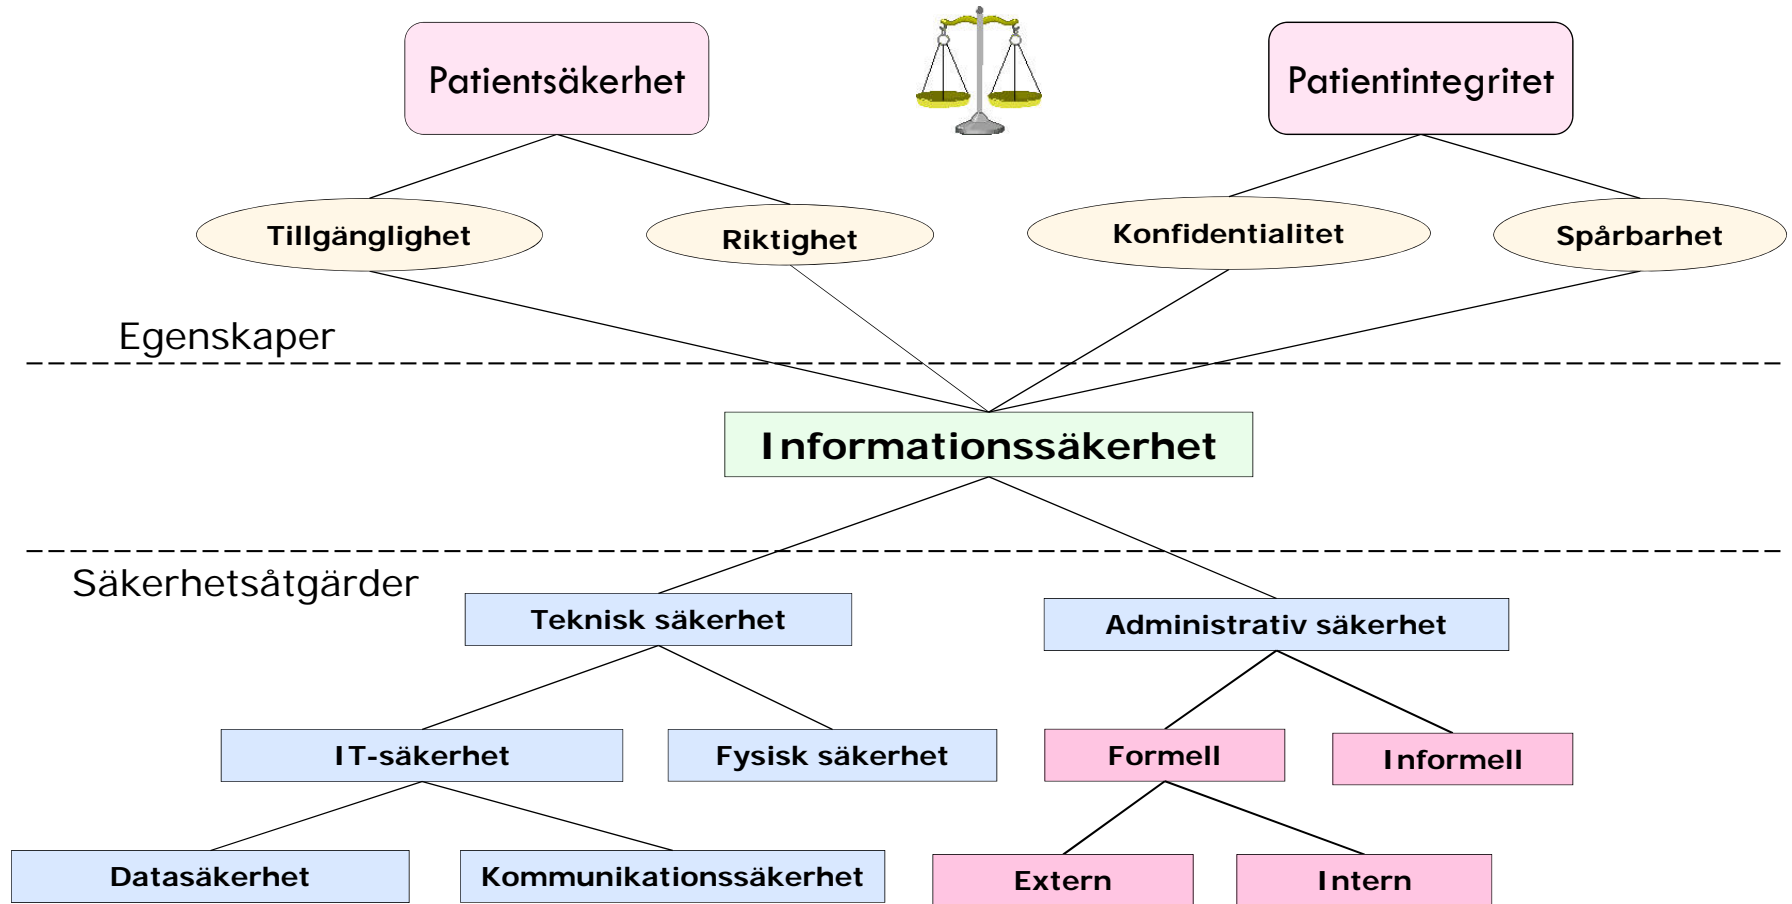 Patientsäkerhet
Patientintegritet
Tillgänglighet
Riktighet
Konfidentialitet
Spårbarhet
Egenskaper
Informationssäkerhet
Säkerhetsåtgärder
Teknisk säkerhet
Administrativ säkerhet
IT-säkerhet
Fysisk säkerhet
Formell
Informell
Datasäkerhet
Kommunikationssäkerhet
Extern
Intern